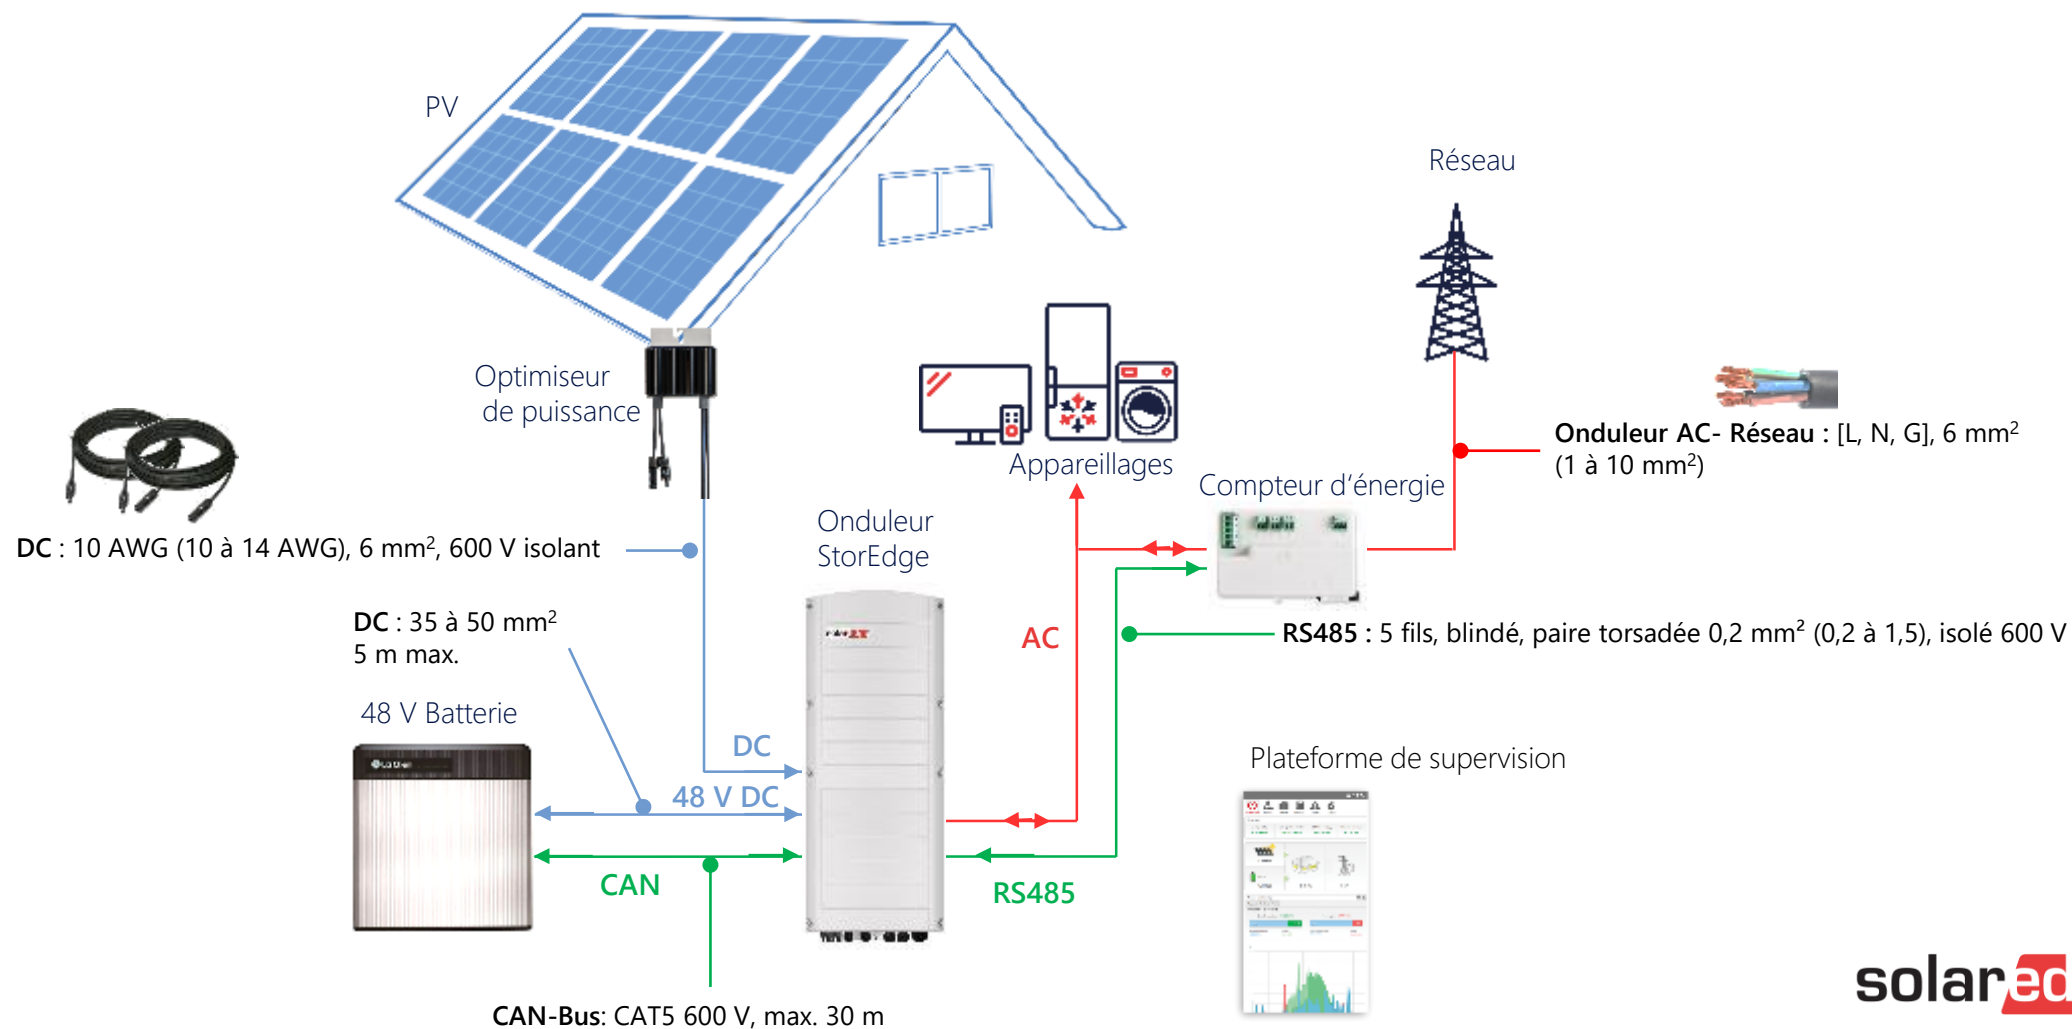 PV
Réseau
Optimiseur
de puissance
Appareillages
Onduleur AC- Réseau : [L, N, G], 6 mm²
(1 à 10 mm²)
Compteur d'énergie
Onduleur
StorEdge
DC : 10 AWG (10 à 14 AWG), 6 mm², 600 V isolant
DC : 35 à 50 mm²
5 m max.
AC
RS485 : 5 fils, blindé, paire torsadée 0,2 mm² (0,2 à 1,5), isolé 600 V
48 V Batterie
DC
48 V DC
Plateforme de supervision
CAN
RS485
CAN-Bus: CAT5 600 V, max. 30 m
solared